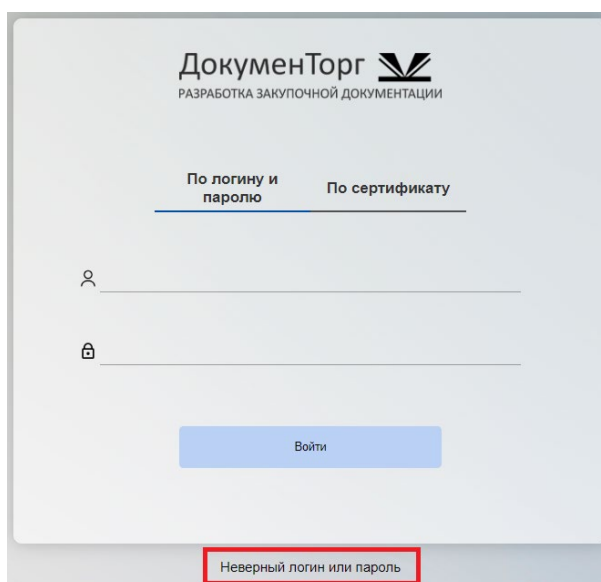 ДокуменТорг
РАЗРАБОТКА ЗАКУПОЧНОЙ ДОКУМЕНТАЦИИ
По логину и
паролю
По сертификату
Войти
Неверный логин или пароль